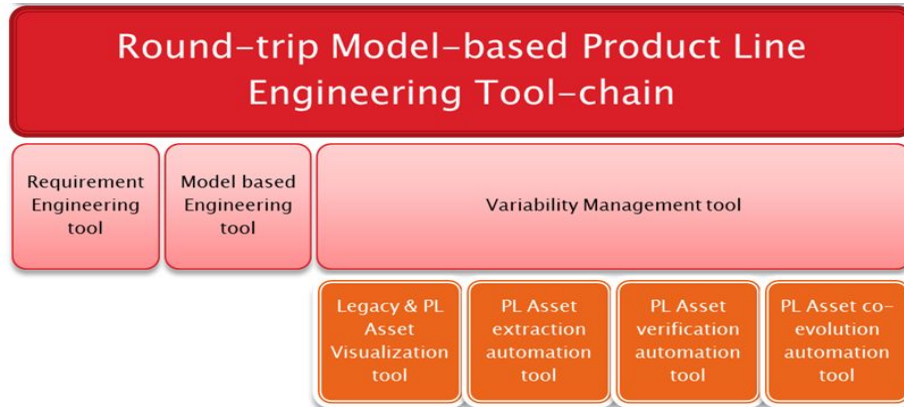 Round-trip Model-based Product Line
Engineering Tool-chain
Requirement
Engineering
tool
Model based
Engineering
tool
Variability Management tool
Legacy & PL
Asset
Visualization
tool
PL Asset
extraction
automation
tool
PL Asset
verification
automation
tool
PL Asset co-
evolution
automation
tool